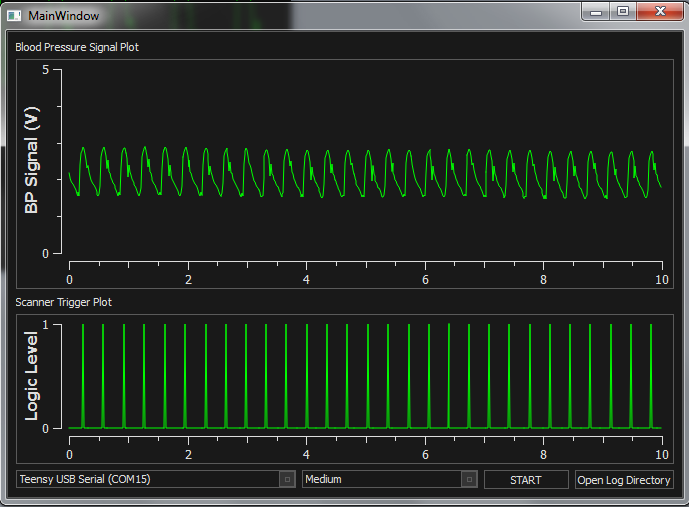 MainWindow
Blood Pressure Signal Plot
5
BP Signal (V)
0
0 2 4 6 8 10
Scanner Trigger Plot
1
Logic Level
0
0 2 4 6 8 10
Teensy USB Serial (COM15) Medium START Open Log Directory